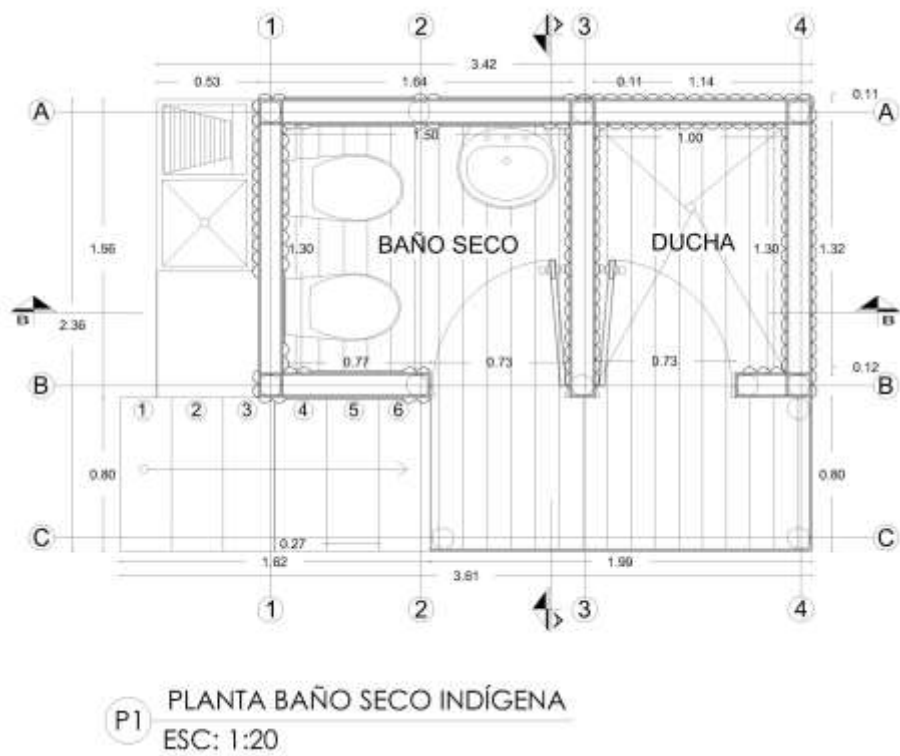 1 2 3 4
3.42
0.53 1.64 0.11 1.14
0.11
A A
1.50 1.00
1.96 1.30 BAÑO SECO DUCHA 1.30 1.32
B B
2.36
0.77 0.73 0.73 0.12
B B
1 2 3 4 5 6
0.80 0.80
C C
0.27
1.62 1.99
3.61
1 2 3 4
P1 PLANTA BAÑO SECO INDÍGENA
ESC: 1:20